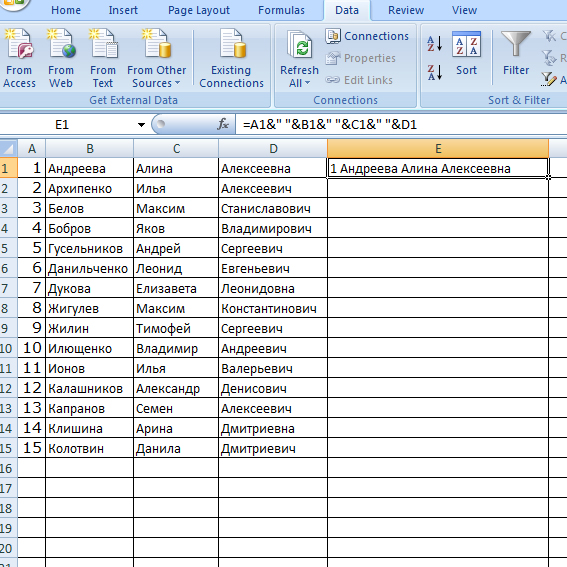 Home Insert Page Layout Formulas Data Review View
From Access From Web From Text From Other Sources Existing Connections Refresh All Connections Properties Edit Links Sort Filter
Get External Data Connections Sort & Filter
E1 fx =A1&" "&B1&" "&C1&" "&D1
A B C D E
1 1 Андреева Алина Алексеевна 1 Андреева Алина Алексеевна
2 2 Архипенко Илья Алексеевич
3 3 Белов Максим Станиславович
4 4 Бобров Яков Владимирович
5 5 Гусельников Андрей Сергеевич
6 6 Данильченко Леонид Евгеньевич
7 7 Дукова Елизавета Леонидовна
8 8 Жигулев Максим Константинович
9 9 Жилин Тимофей Сергеевич
10 10 Илющенко Владимир Андреевич
11 11 Ионов Илья Валерьевич
12 12 Калашников Александр Денисович
13 13 Капранов Семен Алексеевич
14 14 Клишина Арина Дмитриевна
15 15 Колотвин Данила Дмитриевич
16
17
18
19
20